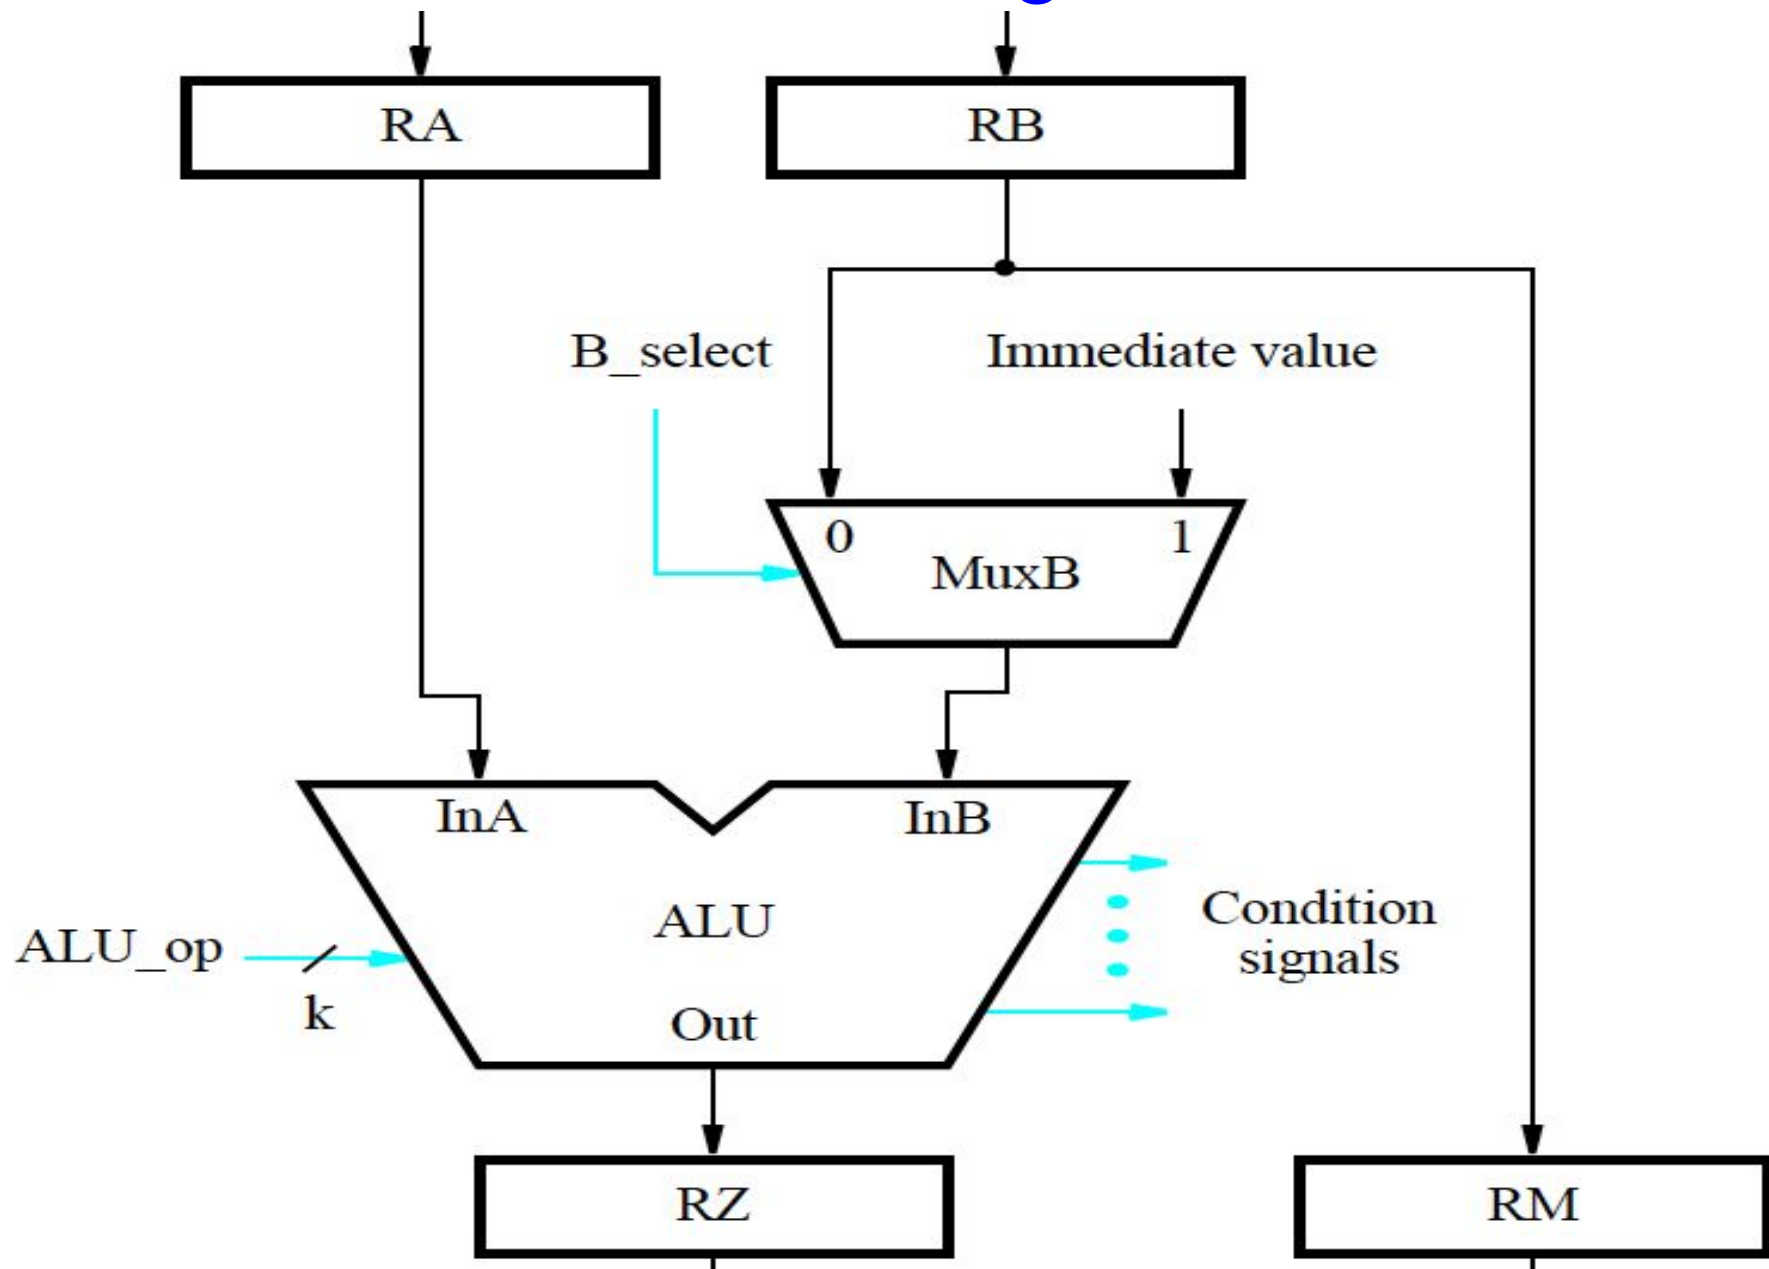 RA
RB
B_select
Immediate value
0
1
MuxB
InA
InB
ALU
ALU_op
k
Condition
signals
Out
RZ
RM